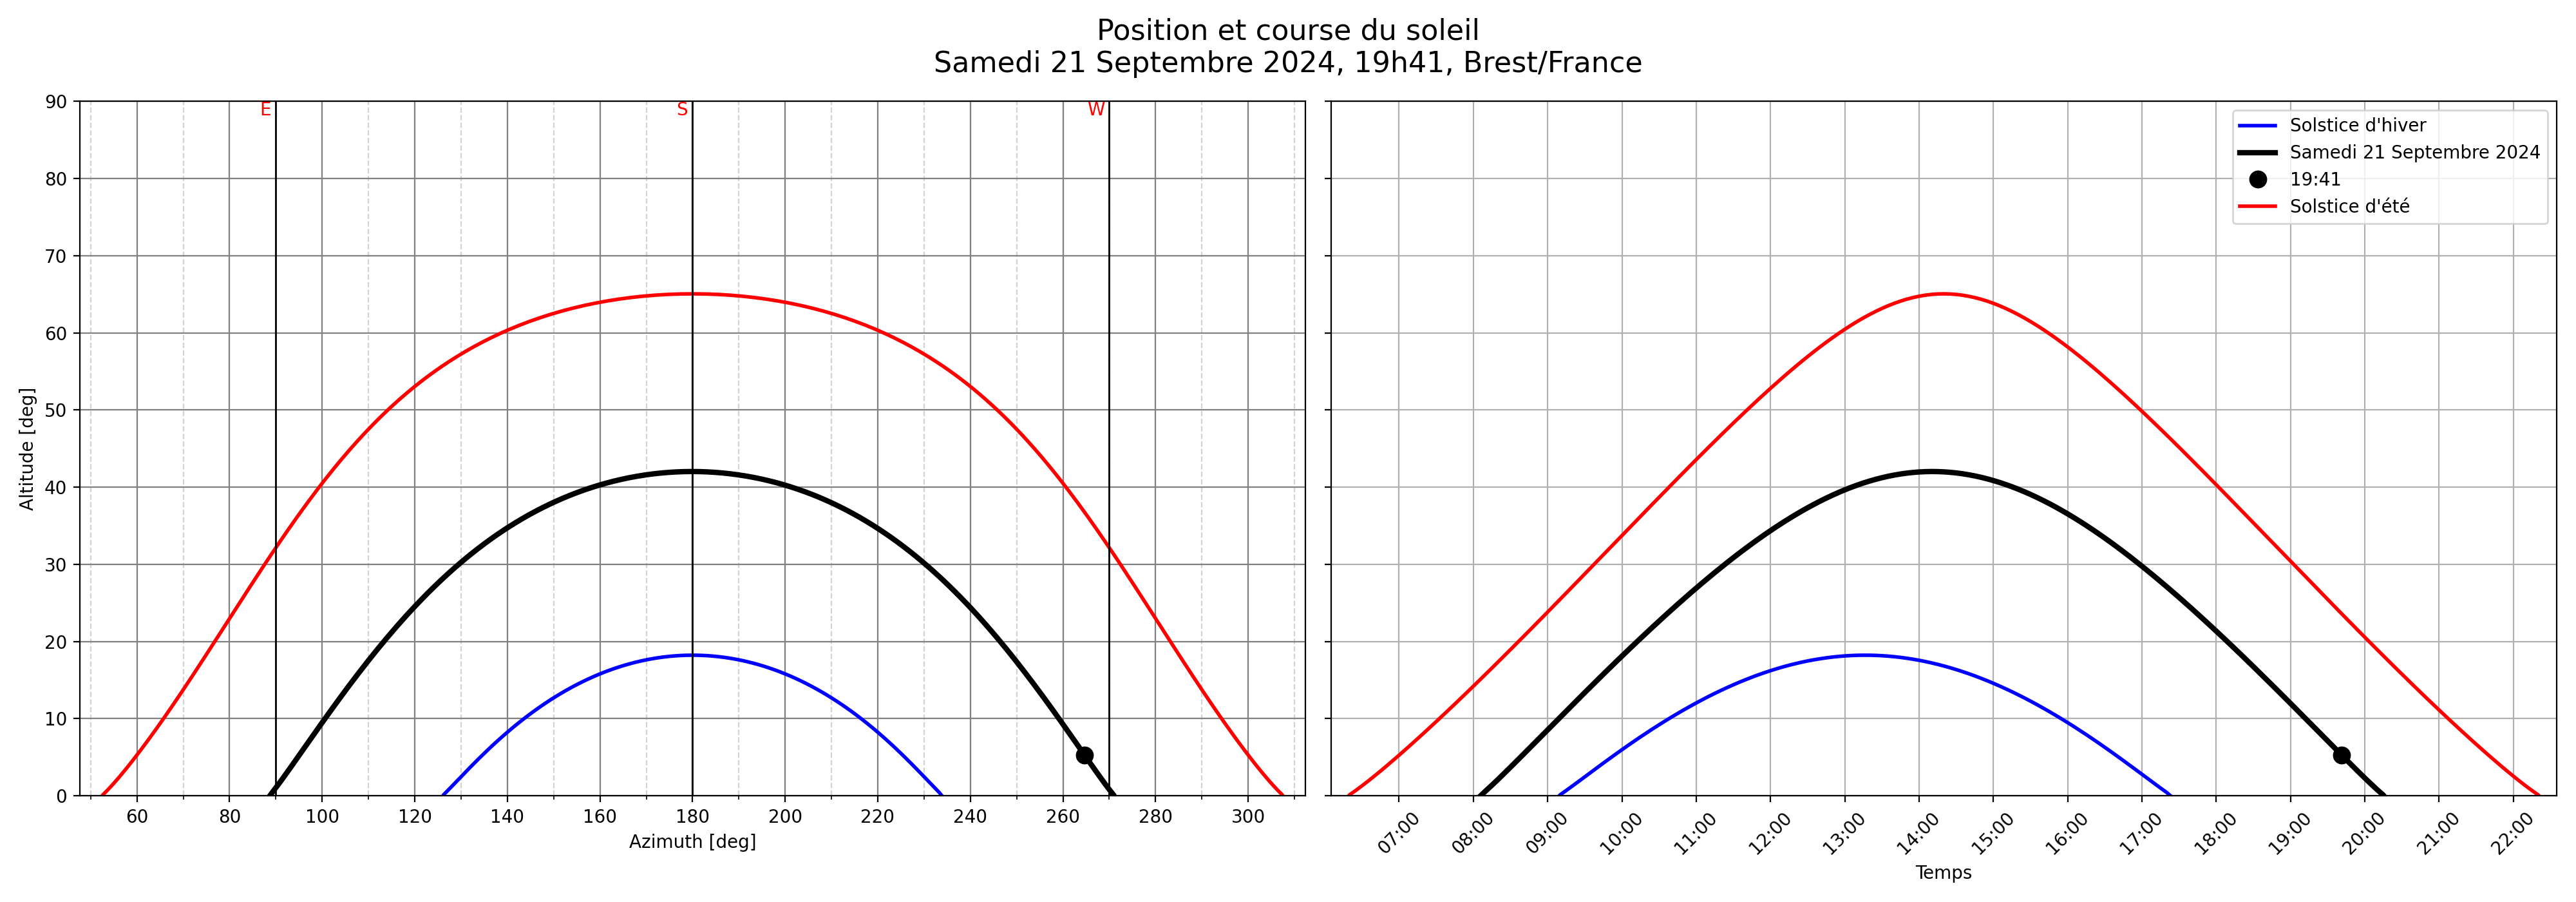 Position et course du soleil
Samedi 21 Septembre 2024, 19h41, Brest/France
E
S
W
90
80
70
60
50
40
30
20
10
0
Altitude [deg]
60 80 100 120 140 160 180 200 220 240 260 280 300
Azimuth [deg]
Solstice d'hiver
Samedi 21 Septembre 2024
19:41
Solstice d'été
07:00 08:00 09:00 10:00 11:00 12:00 13:00 14:00 15:00 16:00 17:00 18:00 19:00 20:00 21:00 22:00
Temps